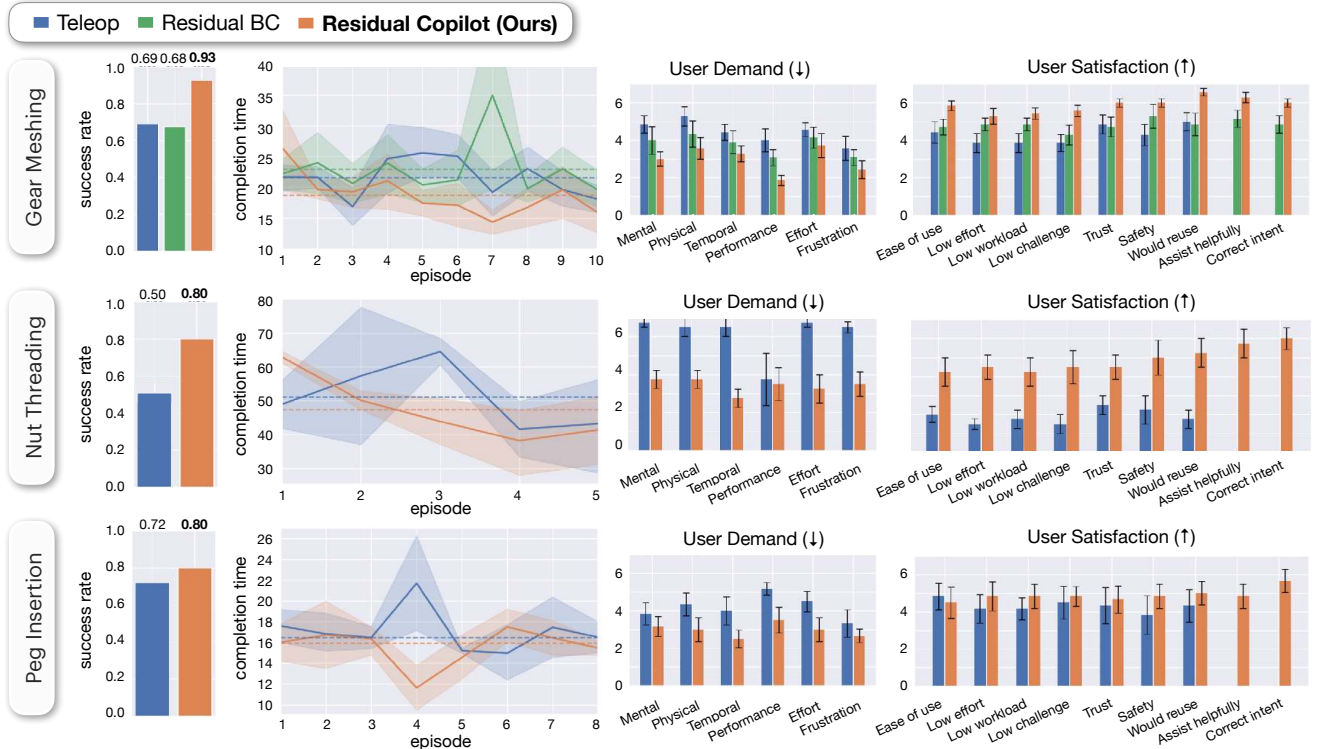 Teleop Residual BC Residual Copilot (Ours)
Gear Meshing
success rate
0.69 0.68 0.93
1.0
0.8
0.6
0.4
0.2
0.0
completion time
40
35
30
25
20
15
10
1 2 3 4 5 6 7 8 9 10
episode
User Demand (↓)
6
4
2
0
Mental Physical Temporal Performance Effort Frustration
User Satisfaction (↑)
6
4
2
0
Ease of use Low effort Low workload Low challenge Trust Safety Would reuse Assist helpfully Correct intent
Nut Threading
success rate
0.50 0.80
1.0
0.8
0.6
0.4
0.2
0.0
completion time
80
70
60
50
40
30
1 2 3 4 5
episode
User Demand (↓)
6
4
2
0
Mental Physical Temporal Performance Effort Frustration
User Satisfaction (↑)
Ease of use Low effort Low workload Low challenge Trust Safety Would reuse Assist helpfully Correct intent
Peg Insertion
success rate
0.72 0.80
1.0
0.8
0.6
0.4
0.2
0.0
completion time
26
24
22
20
18
16
14
12
10
1 2 3 4 5 6 7 8
episode
User Demand (↓)
6
4
2
0
Mental Physical Temporal Performance Effort Frustration
User Satisfaction (↑)
6
4
2
0
Ease of use Low effort Low workload Low challenge Trust Safety Would reuse Assist helpfully Correct intent